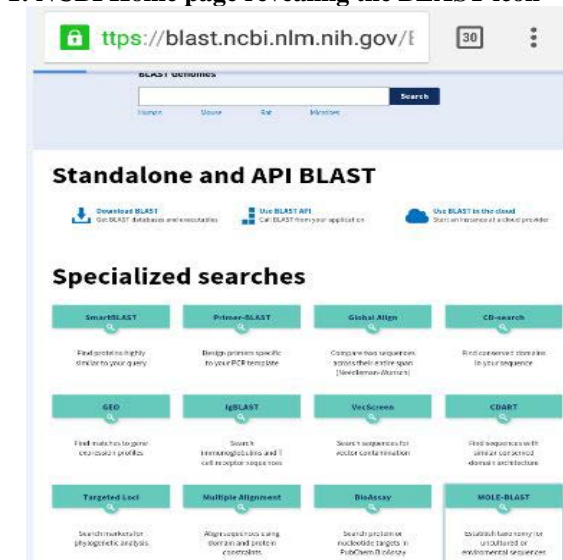 2. NCBI Home page revealing the BLAST icon
ttps://blast.ncbi.nlm.nih.gov/
30
BLAST Genomes
Search
Human Mouse Rat Microbes
Standalone and API BLAST
Download BLAST
Get BLAST databases and executables
Use BLAST API
Call BLAST from your application
Use BLAST in the cloud
Start an instance at a cloud provider
Specialized searches
SmartBLAST
Find proteins highly
similar to your query
Primer-BLAST
Design primers specific
to your PCR template
Global Align
Compare two sequences
across their entire span
(Needleman-Wunsch)
CD-search
Find conserved domains
in your sequence
GEO
Find matches to gene
expression profiles
IgBLAST
Search
immunoglobulins and T
cell receptor sequences
VecScreen
Search sequences for
vector contamination
CDART
Find sequences with
similar conserved
domain architecture
Targeted Loci
Search markers for
phylogenetic analysis
Multiple Alignment
Align sequences using
domain and protein
constraints
BioAssay
Search protein or
nucleotide targets in
PubChem BioAssay
MOLE-BLAST
Establish taxonomy for
uncultured or
environmental sequences